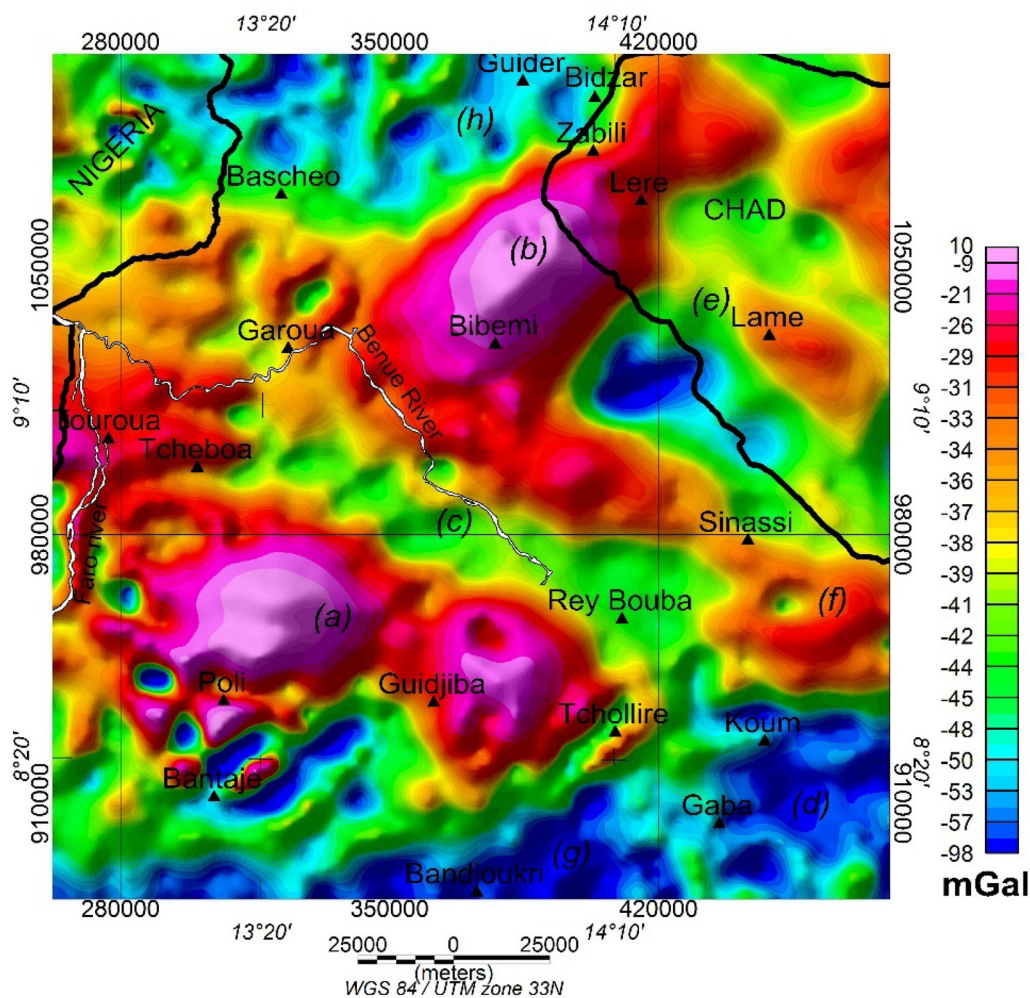 13°20'
14°10'
280000
350000
420000
Guider
Bidzar
(h)
Zabili
NIGERIA
Bascheo
Lere
CHAD
1050000
1050000
(b)
(e)
Lame
Garoua
Bibemi
Benue River
9°10'
9°10'
Touroua
Tcheboa
(c)
Sinassi
980000
980000
Faro river
Rey Bouba
(f)
(a)
Poli
Guidjiba
Tchollire
Koum
8°20'
8°20'
Bantaje
Gaba
(d)
910000
910000
(g)
Bandjoukri
280000
350000
420000
13°20'
14°10'
25000
0
25000
(meters)
WGS 84 / UTM zone 33N
10
-9
-21
-26
-29
-31
-33
-34
-36
-38
-39
-41
-42
-44
-48
-50
-53
-57
-98
mGal